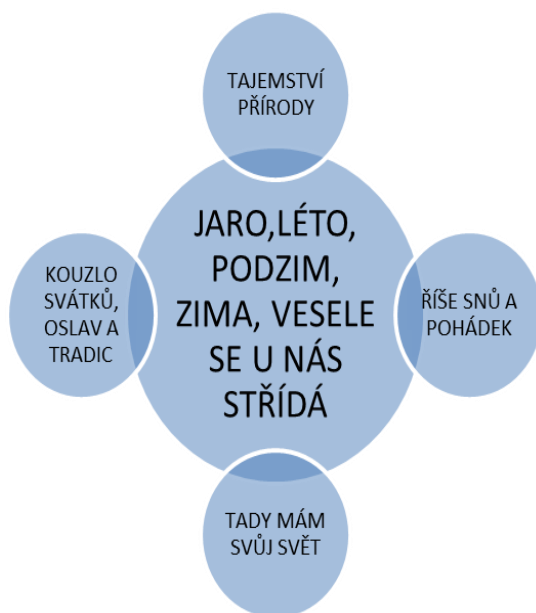 TAJEMSTVÍ
PŘÍRODY
JARO,LÉTO,
PODZIM,
ZIMA, VESELE
SE U NÁS
STŘÍDÁ
KOUZLO
SVÁTKŮ,
OSLAV A
TRADIC
ŘÍŠE SNŮ A
POHÁDEK
TADY MÁM
SVŮJ SVĚT